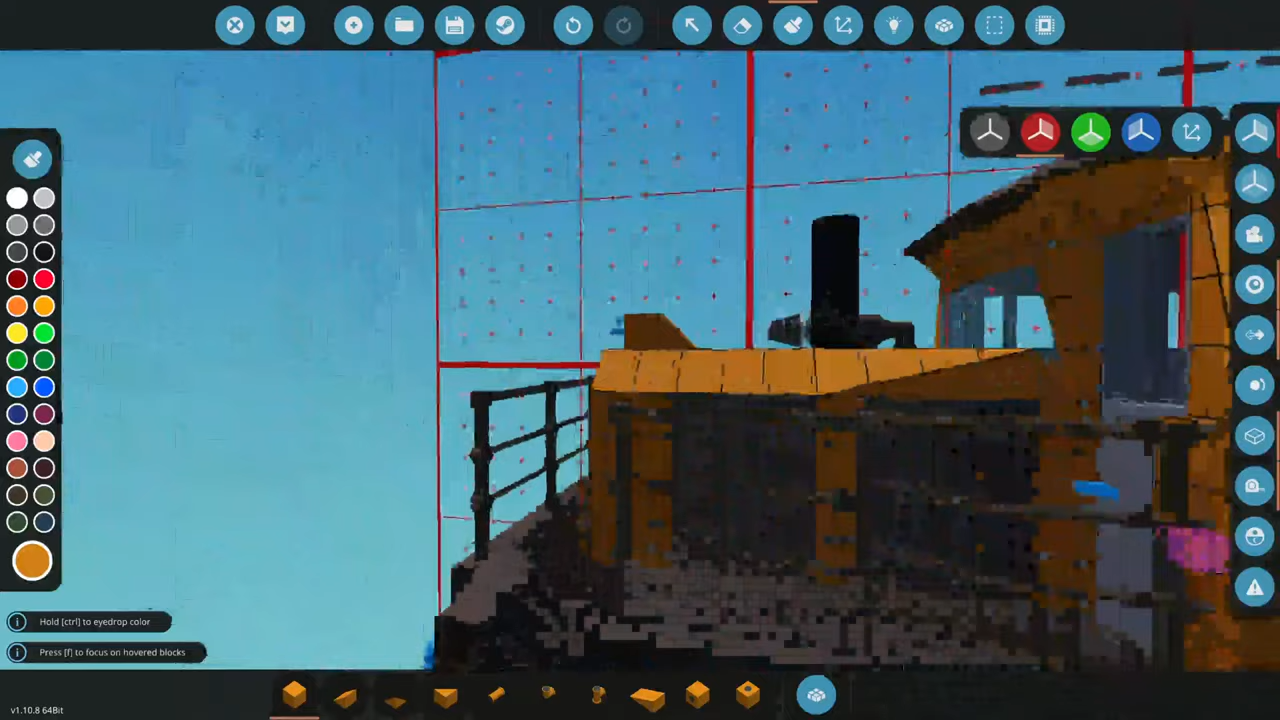 Hold [ctrl] to eyedrop color
Press [f] to focus on hovered blocks
v1.10.8 64Bit